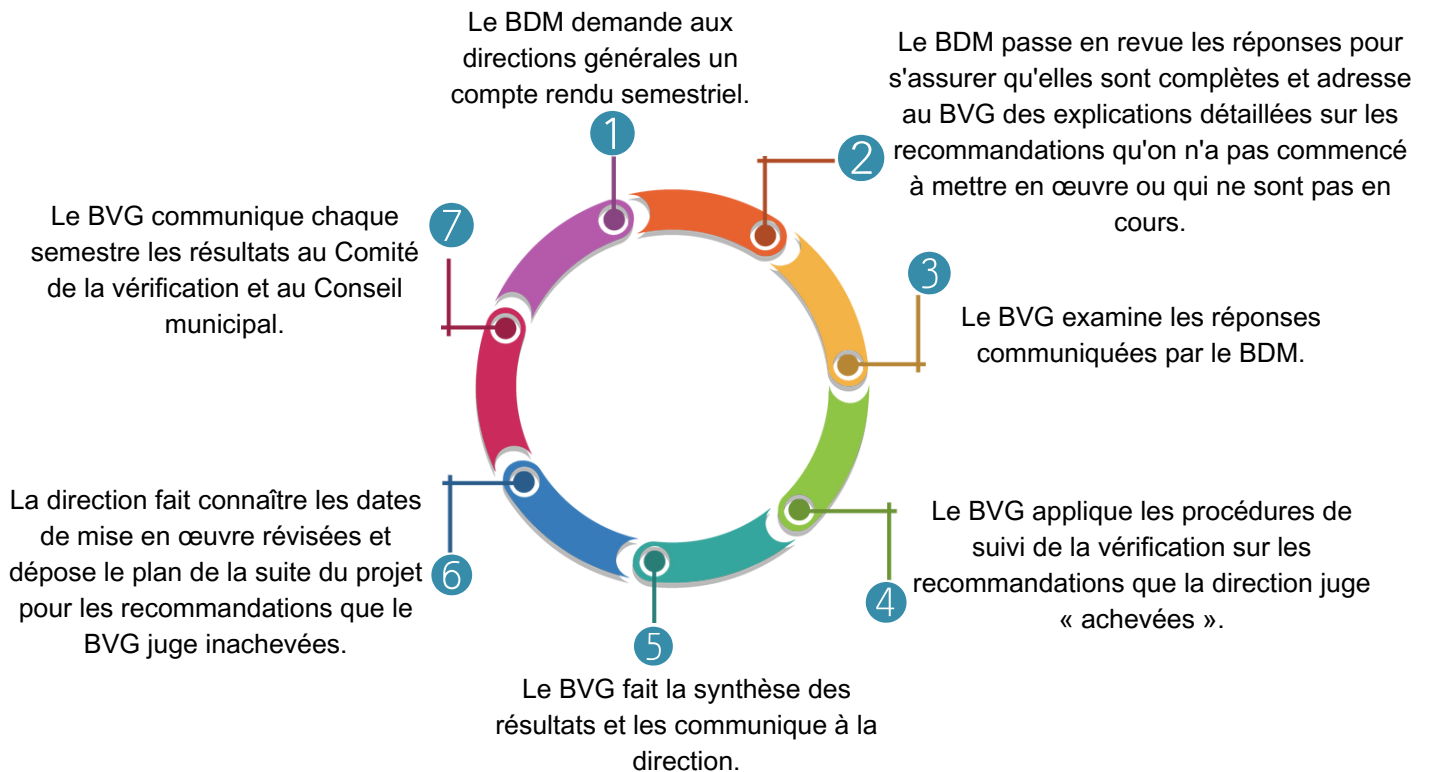 1
Le BDM demande aux
directions générales un
compte rendu semestriel.
2
Le BDM passe en revue les réponses pour
s'assurer qu'elles sont complètes et adresse
au BVG des explications détaillées sur les
recommandations qu'on n'a pas commencé
à mettre en œuvre ou qui ne sont pas en
cours.
3
Le BVG examine les réponses
communiquées par le BDM.
4
Le BVG applique les procédures de
suivi de la vérification sur les
recommandations que la direction juge
« achevées ».
5
Le BVG fait la synthèse des
résultats et les communique à la
direction.
6
La direction fait connaître les dates
de mise en œuvre révisées et
dépose le plan de la suite du projet
pour les recommandations que le
BVG juge inachevées.
7
Le BVG communique chaque
semestre les résultats au Comité
de la vérification et au Conseil
municipal.